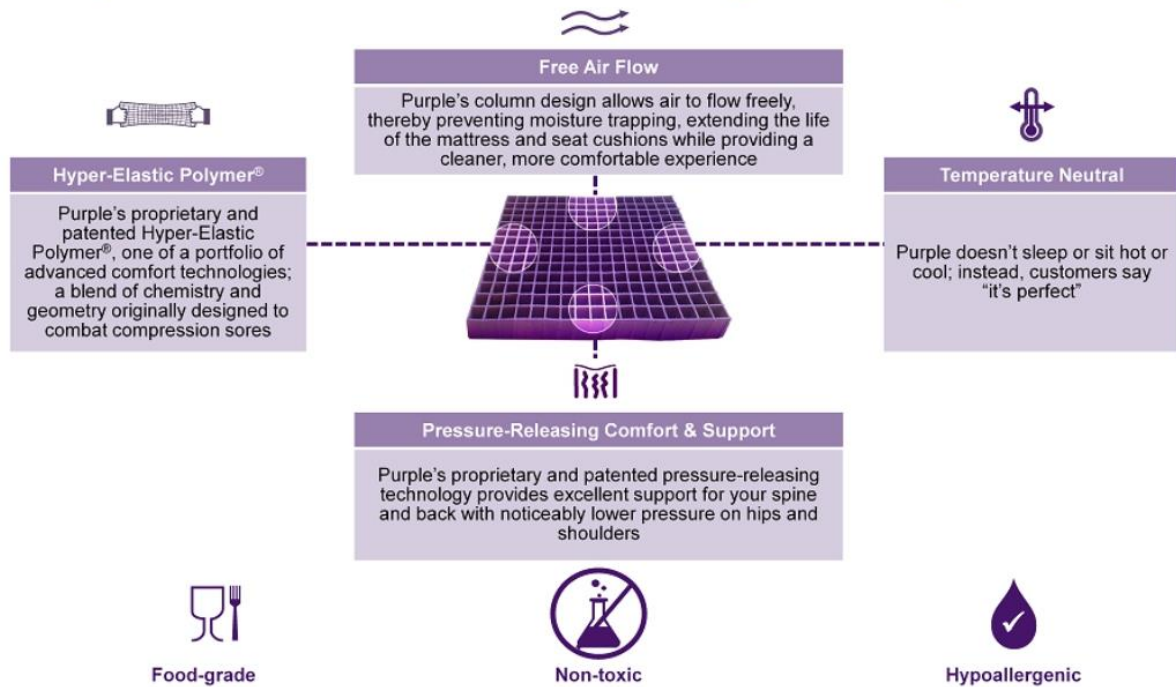 Free Air Flow
Purple’s column design allows air to flow freely,
thereby preventing moisture trapping, extending the life
of the mattress and seat cushions while providing a
cleaner, more comfortable experience
Hyper-Elastic Polymer®
Purple’s proprietary and
patented Hyper-Elastic
Polymer®, one of a portfolio of
advanced comfort technologies;
a blend of chemistry and
geometry originally designed to
combat compression sores
Temperature Neutral
Purple doesn’t sleep or sit hot or
cool; instead, customers say
“it’s perfect”
Pressure-Releasing Comfort & Support
Purple’s proprietary and patented pressure-releasing
technology provides excellent support for your spine
and back with noticeably lower pressure on hips and
shoulders
Food-grade
Non-toxic
Hypoallergenic